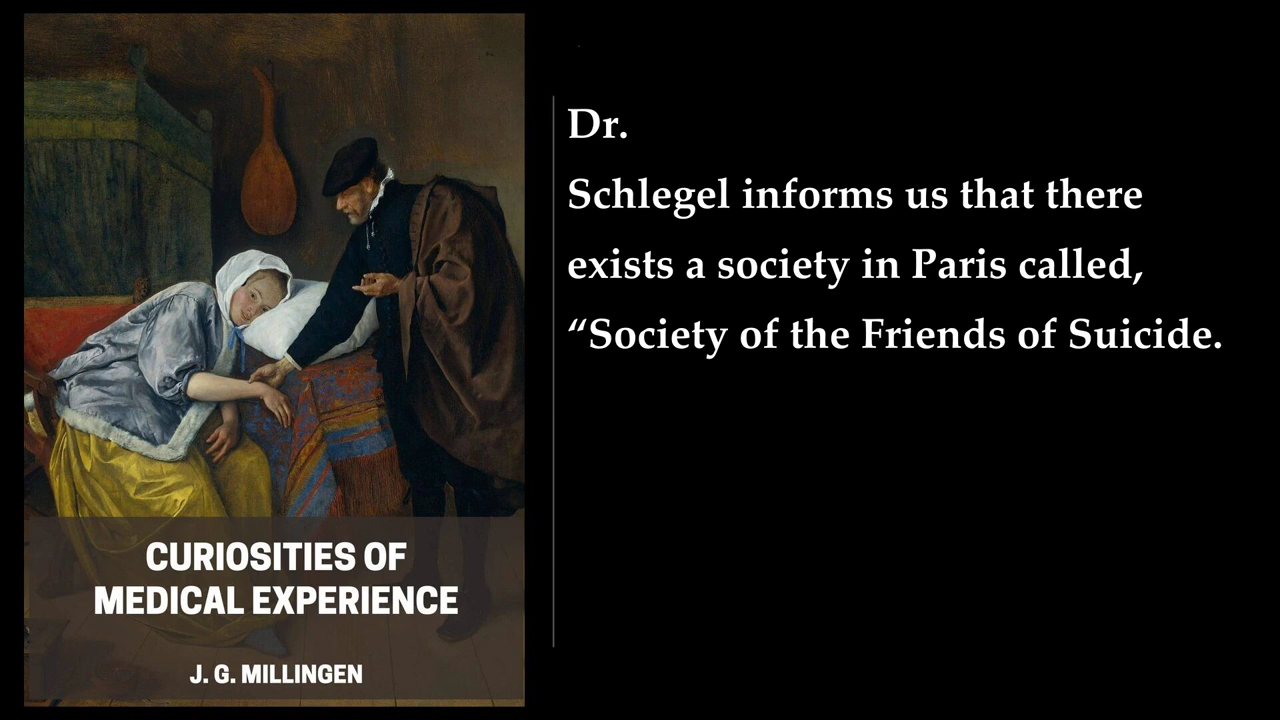 CURIOSITIES OF
MEDICAL EXPERIENCE
J. G. MILLINGEN
Dr.
Schlegel informs us that there
exists a society in Paris called,
“Society of the Friends of Suicide.